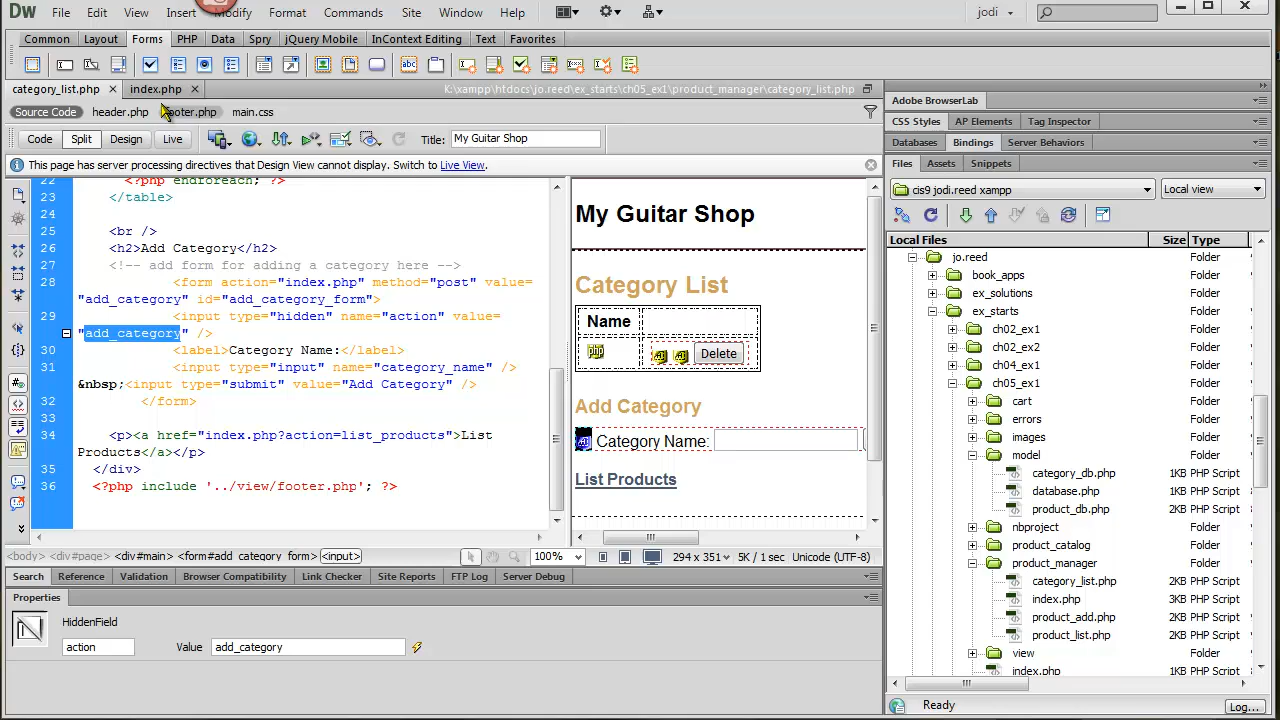 Dw File Edit View Insert Modify Format Commands Site Window Help jodi
Common Layout Forms PHP Data Spry jQuery Mobile InContext Editing Text Favorites
category_list.php index.php K:\xampp\htdocs\jo.reed\ex_starts\ch05_ex1\product_manager\category_list.php
Source Code header.php footer.php main.css
Code Split Design Live Title: My Guitar Shop
This page has server processing directives that Design View cannot display. Switch to Live View.
22 <?php endforeach; ?>
23 </table>
24
25 <br />
26 <h2>Add Category</h2>
27 <!-- add form for adding a category here -->
28 <form action="index.php" method="post" value=
"add_category" id="add_category_form">
29 <input type="hidden" name="action" value=
"add_category" />
30 <label>Category Name:</label>
31 <input type="input" name="category_name" />
&nbsp;<input type="submit" value="Add Category" />
32 </form>
33
34 <p><a href="index.php?action=list_products">List
Products</a></p>
35 </div>
36 <?php include '../view/footer.php'; ?>
My Guitar Shop
Category List
Name
php Delete
Add Category
Category Name:
List Products
<body> <div#page> <div#main> <form#add_category_form> <input> 100% 294 x 351 5K / 1 sec Unicode (UTF-8)
Search Reference Validation Browser Compatibility Link Checker Site Reports FTP Log Server Debug
Properties
HiddenField
action Value add_category
Adobe BrowserLab
CSS Styles AP Elements Tag Inspector
Databases Bindings Server Behaviors
Files Assets Snippets
cis9 jodi.reed xampp Local view
Local Files Size Type
jo.reed Folder
book_apps Folder
ex_solutions Folder
ex_starts Folder
ch02_ex1 Folder
ch02_ex2 Folder
ch04_ex1 Folder
ch05_ex1 Folder
cart Folder
errors Folder
images Folder
model Folder
category_db.php 1KB PHP Script
database.php 1KB PHP Script
product_db.php 2KB PHP Script
nbproject Folder
product_catalog Folder
product_manager Folder
category_list.php 2KB PHP Script
index.php 3KB PHP Script
product_add.php 2KB PHP Script
product_list.php 2KB PHP Script
view Folder
index.php 1KB PHP Script
Ready Log...